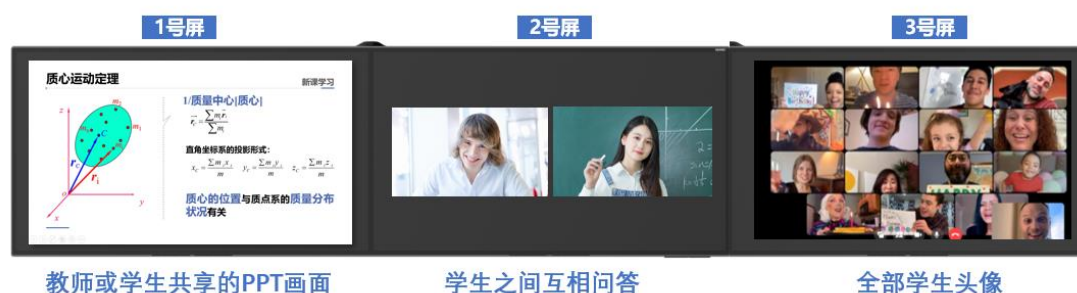 1号屏
2号屏
3号屏
质心运动定理
新课学习
1/质量中心|质心|
直角坐标系的投影形式：
质心的位置与质点系的质量分布
状况有关
z
C
y
x
教师或学生共享的PPT画面
学生之间互相问答
全部学生头像